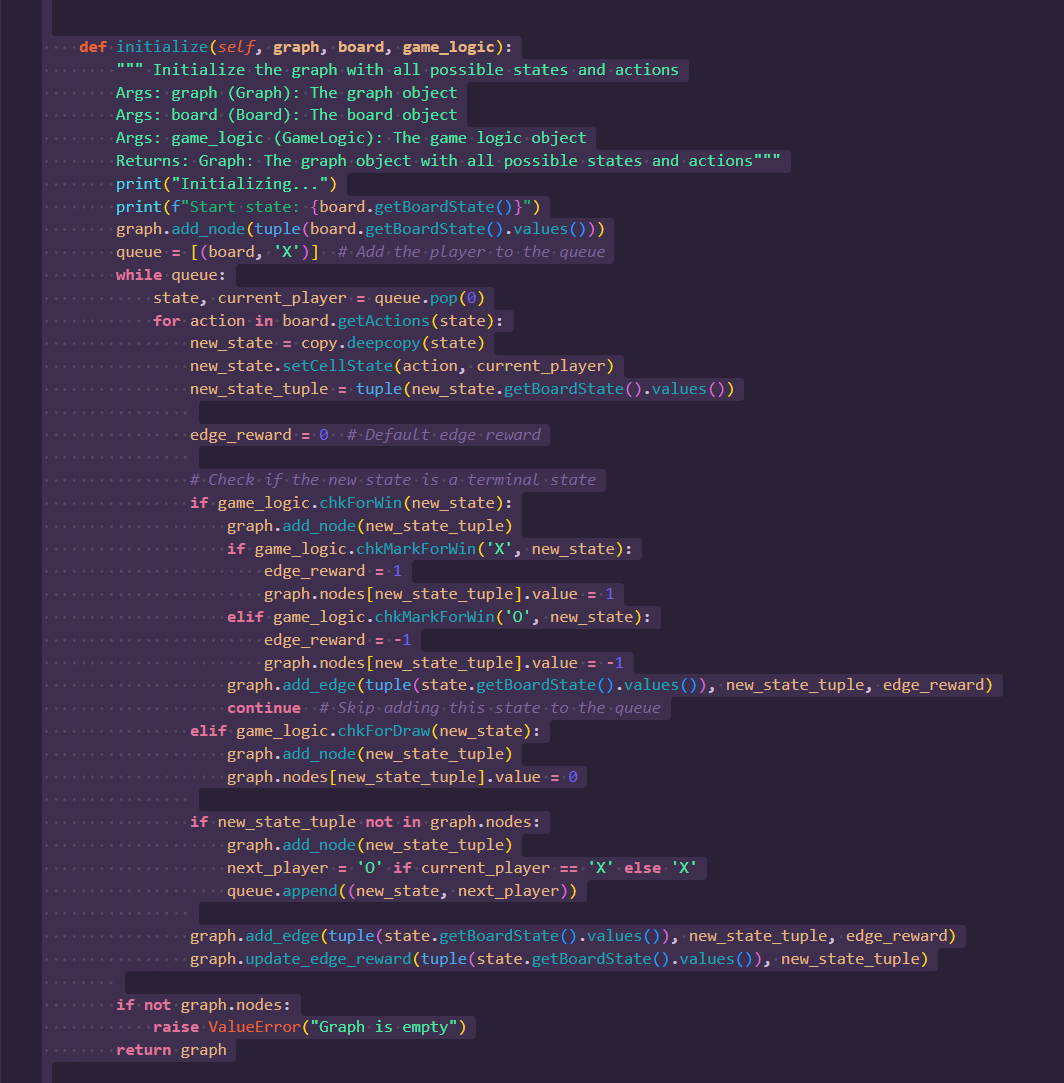 def initialize(self, graph, board, game_logic):
""" Initialize the graph with all possible states and actions
Args: graph (Graph): The graph object
Args: board (Board): The board object
Args: game_logic (GameLogic): The game logic object
Returns: Graph: The graph object with all possible states and actions"""
print("Initializing...")
print(f"Start state: {board.getBoardState()}")
graph.add_node(tuple(board.getBoardState().values()))
queue = [(board, 'X')]  # Add the player to the queue
while queue:
state, current_player = queue.pop(0)
for action in board.getActions(state):
new_state = copy.deepcopy(state)
new_state.setCellState(action, current_player)
new_state_tuple = tuple(new_state.getBoardState().values())
edge_reward = 0  # Default edge reward
# Check if the new state is a terminal state
if game_logic.chkForWin(new_state):
graph.add_node(new_state_tuple)
if game_logic.chkMarkForWin('X', new_state):
edge_reward = 1
graph.nodes[new_state_tuple].value = 1
elif game_logic.chkMarkForWin('O', new_state):
edge_reward = -1
graph.nodes[new_state_tuple].value = -1
graph.add_edge(tuple(state.getBoardState().values()), new_state_tuple, edge_reward)
continue  # Skip adding this state to the queue
elif game_logic.chkForDraw(new_state):
graph.add_node(new_state_tuple)
graph.nodes[new_state_tuple].value = 0
if new_state_tuple not in graph.nodes:
graph.add_node(new_state_tuple)
next_player = 'O' if current_player == 'X' else 'X'
queue.append((new_state, next_player))
graph.add_edge(tuple(state.getBoardState().values()), new_state_tuple, edge_reward)
graph.update_edge_reward(tuple(state.getBoardState().values()), new_state_tuple)
if not graph.nodes:
raise ValueError("Graph is empty")
return graph